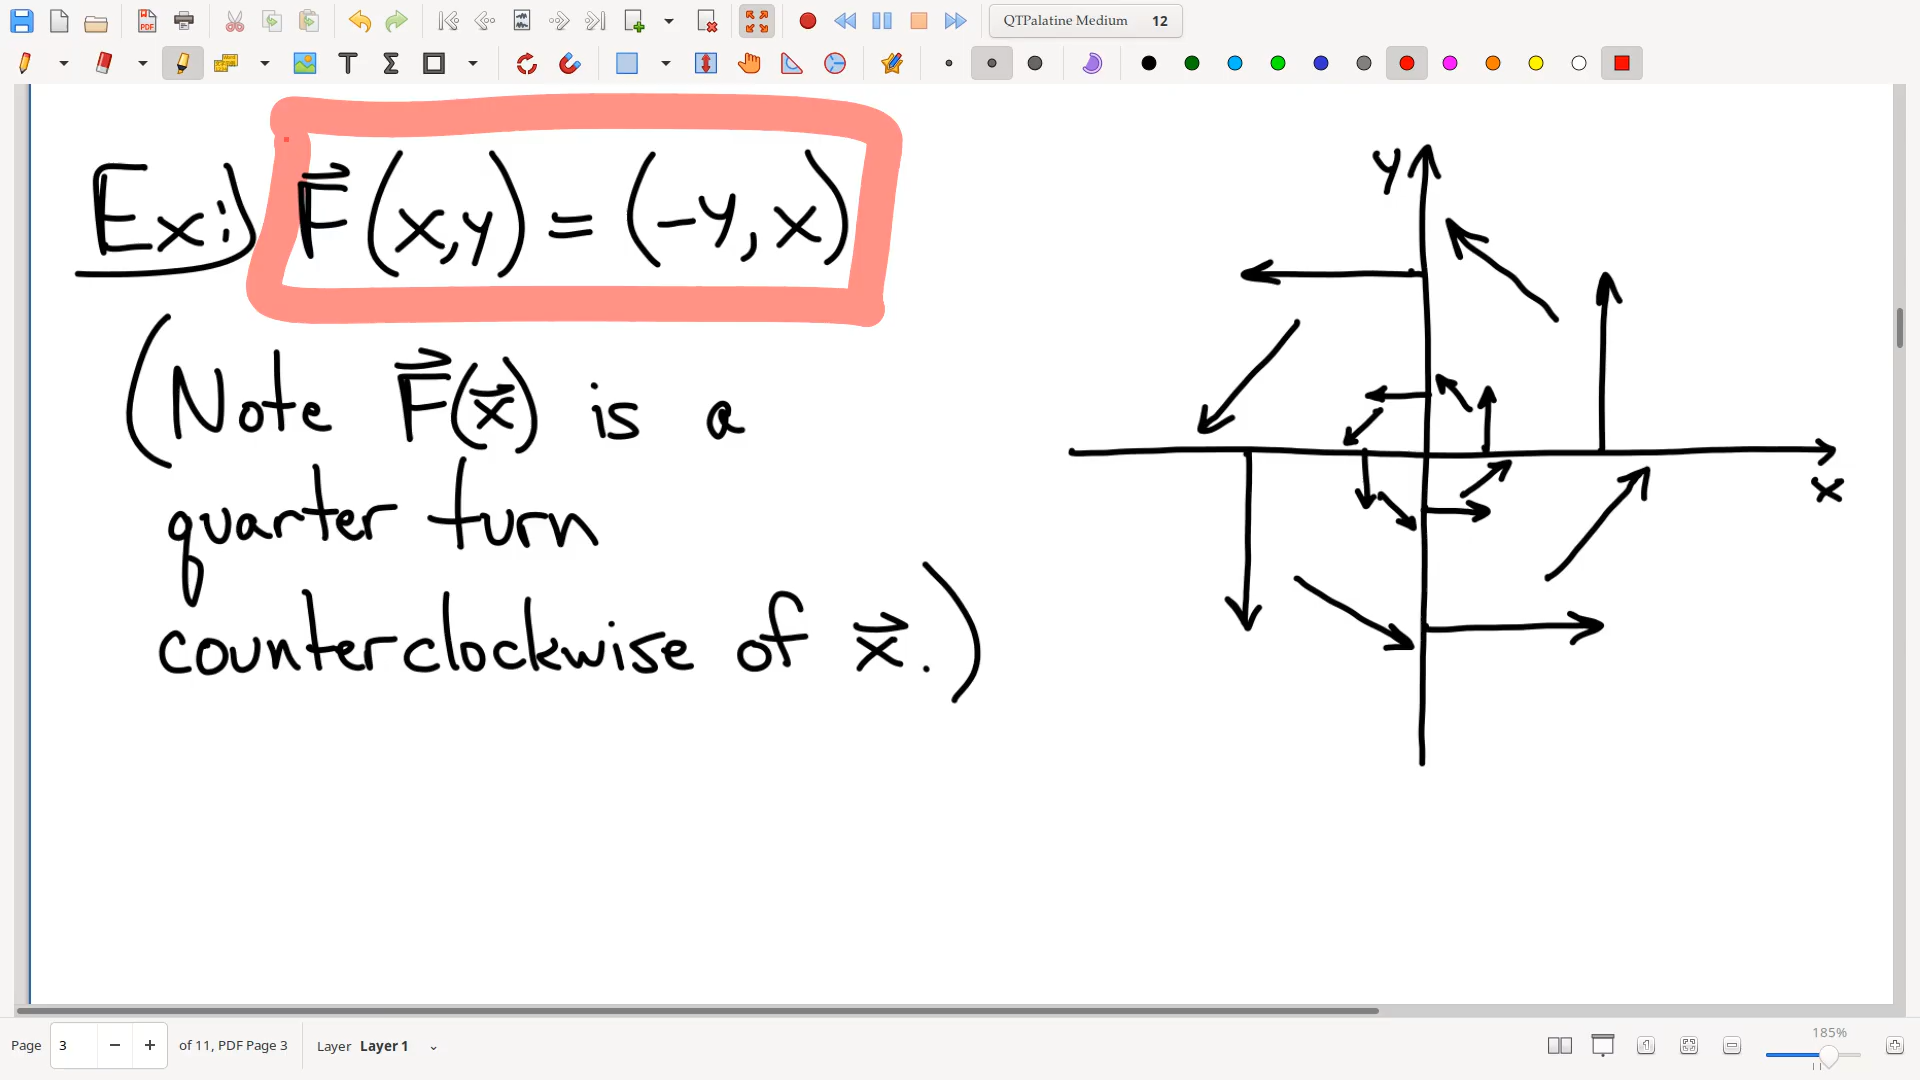 QTPalatine Medium 12
Ex:) F⃗(x,y) = (-y, x)
(Note F⃗(x⃗) is a
quarter turn
counterclockwise of x⃗.)
y
x
Page 3 of 11, PDF Page 3 Layer Layer 1
185%